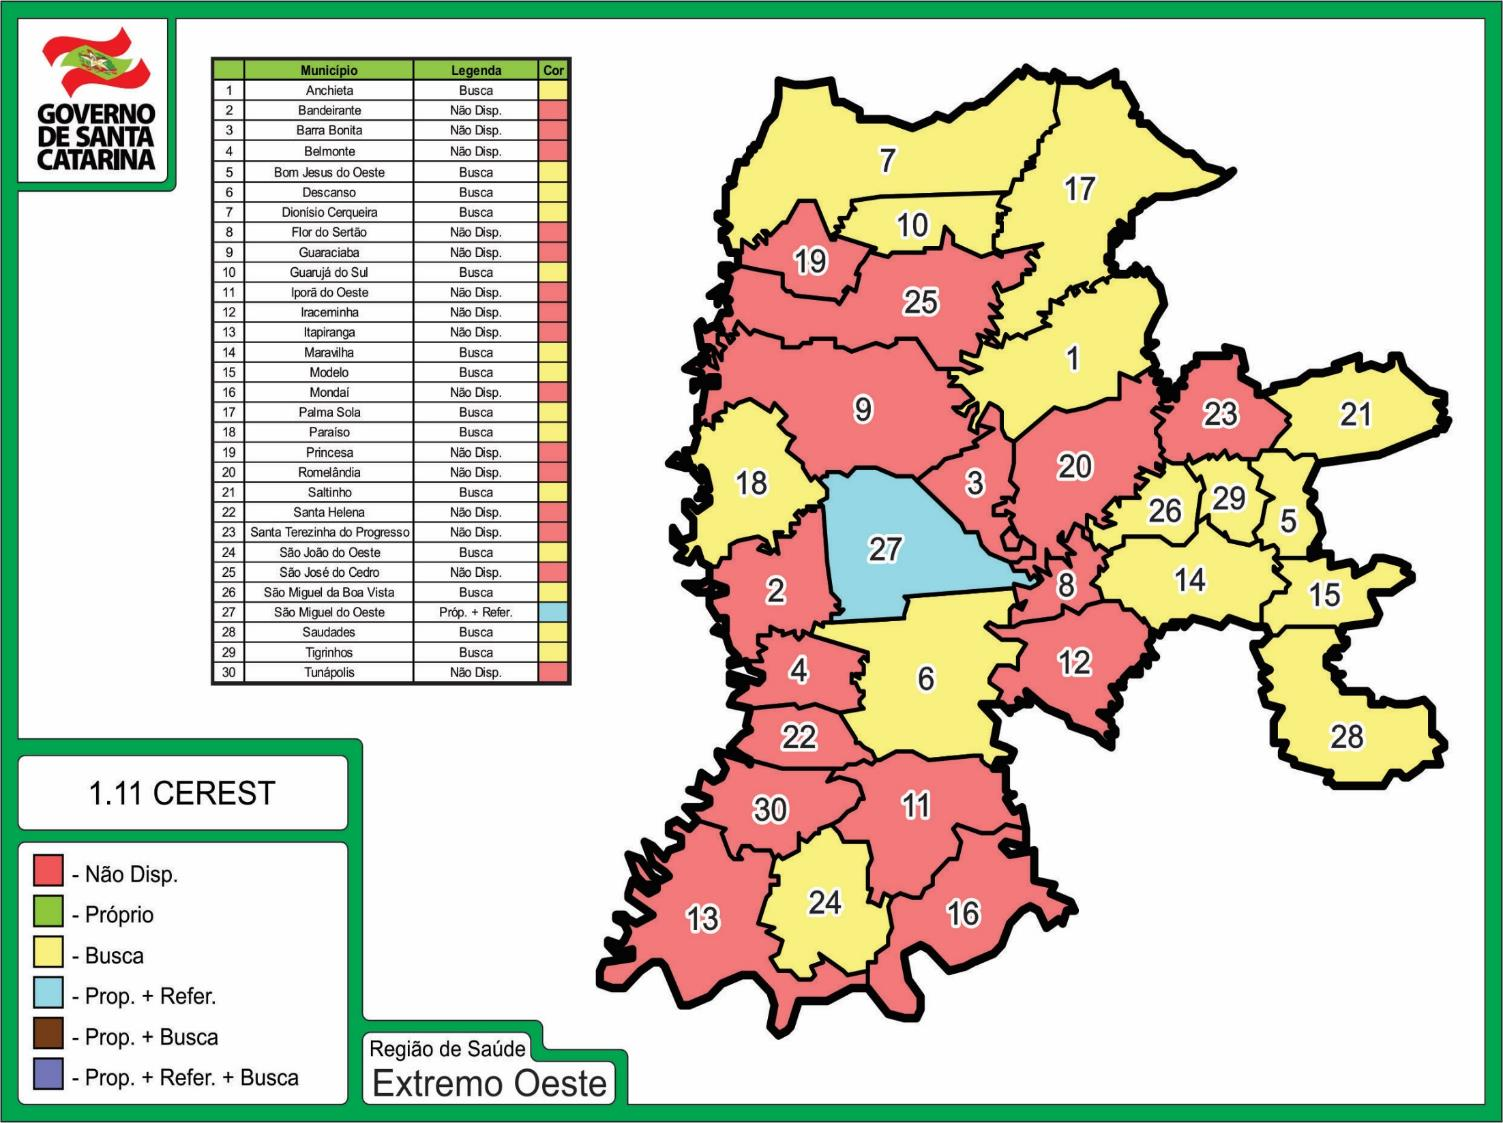 GOVERNO
DE SANTA
CATARINA
Município Legenda Cor
1 Anchieta Busca
2 Bandeirante Não Disp.
3 Barra Bonita Não Disp.
4 Belmonte Não Disp.
5 Bom Jesus do Oeste Busca
6 Descanso Busca
7 Dionísio Cerqueira Busca
8 Flor do Sertão Não Disp.
9 Guaraciaba Não Disp.
10 Guarujá do Sul Busca
11 Iporã do Oeste Não Disp.
12 Iraceminha Não Disp.
13 Itapiranga Não Disp.
14 Maravilha Busca
15 Modelo Busca
16 Mondaí Não Disp.
17 Palma Sola Busca
18 Paraíso Busca
19 Princesa Não Disp.
20 Romelândia Não Disp.
21 Saltinho Busca
22 Santa Helena Não Disp.
23 Santa Terezinha do Progresso Não Disp.
24 São João do Oeste Busca
25 São José do Cedro Não Disp.
26 São Miguel da Boa Vista Busca
27 São Miguel do Oeste Próp. + Refer.
28 Saudades Busca
29 Tigrinhos Busca
30 Tunápolis Não Disp.
7
17
10
19
25
1
9
23
21
18
3
20
26
29
5
27
2
8
14
15
4
6
12
22
28
30
11
13
24
16
1.11 CEREST
- Não Disp.
- Próprio
- Busca
- Prop. + Refer.
- Prop. + Busca
- Prop. + Refer. + Busca
Região de Saúde
Extremo Oeste